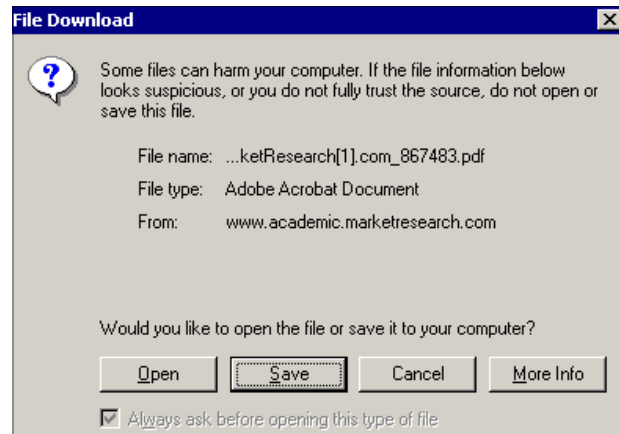 File Download
Some files can harm your computer. If the file information below
looks suspicious, or you do not fully trust the source, do not open or
save this file.
File name: ...ketResearch[1].com_867483.pdf
File type: Adobe Acrobat Document
From: www.academic.marketresearch.com
Would you like to open the file or save it to your computer?
Open Save Cancel More Info
Always ask before opening this type of file